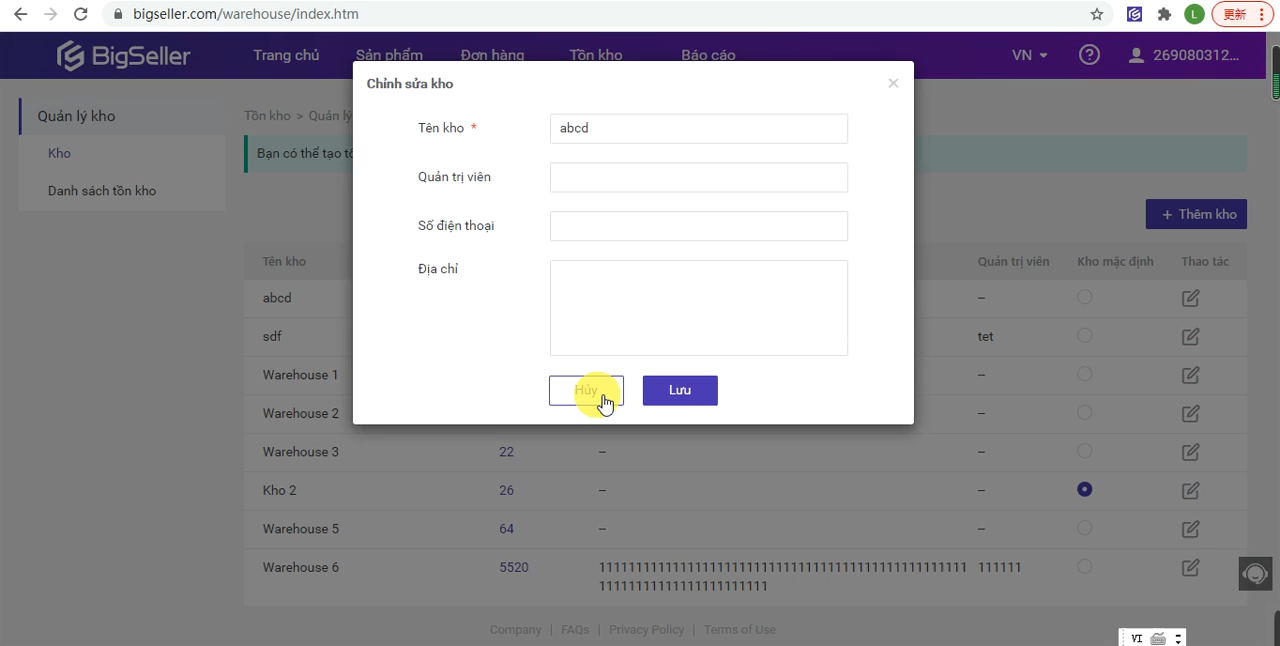 bigseller.com/warehouse/index.htm
L
更新
BigSeller
Trang chủ
Sản phẩm
Đơn hàng
Tồn kho
Báo cáo
VN
269080312...
Chỉnh sửa kho
Quản lý kho
Kho
Danh sách tồn kho
Tồn kho > Quản lý
Bạn có thể tạo
Tên kho *
abcd
Quản trị viên
Số điện thoại
Địa chỉ
Hủy
Lưu
+ Thêm kho
Tên kho
Quản trị viên
Kho mặc định
Thao tác
abcd
--
sdf
tet
Warehouse 1
--
Warehouse 2
--
Warehouse 3
22
--
--
Kho 2
26
--
--
Warehouse 5
64
--
--
Warehouse 6
5520
111111
Company | FAQs | Privacy Policy | Terms of Use
VI